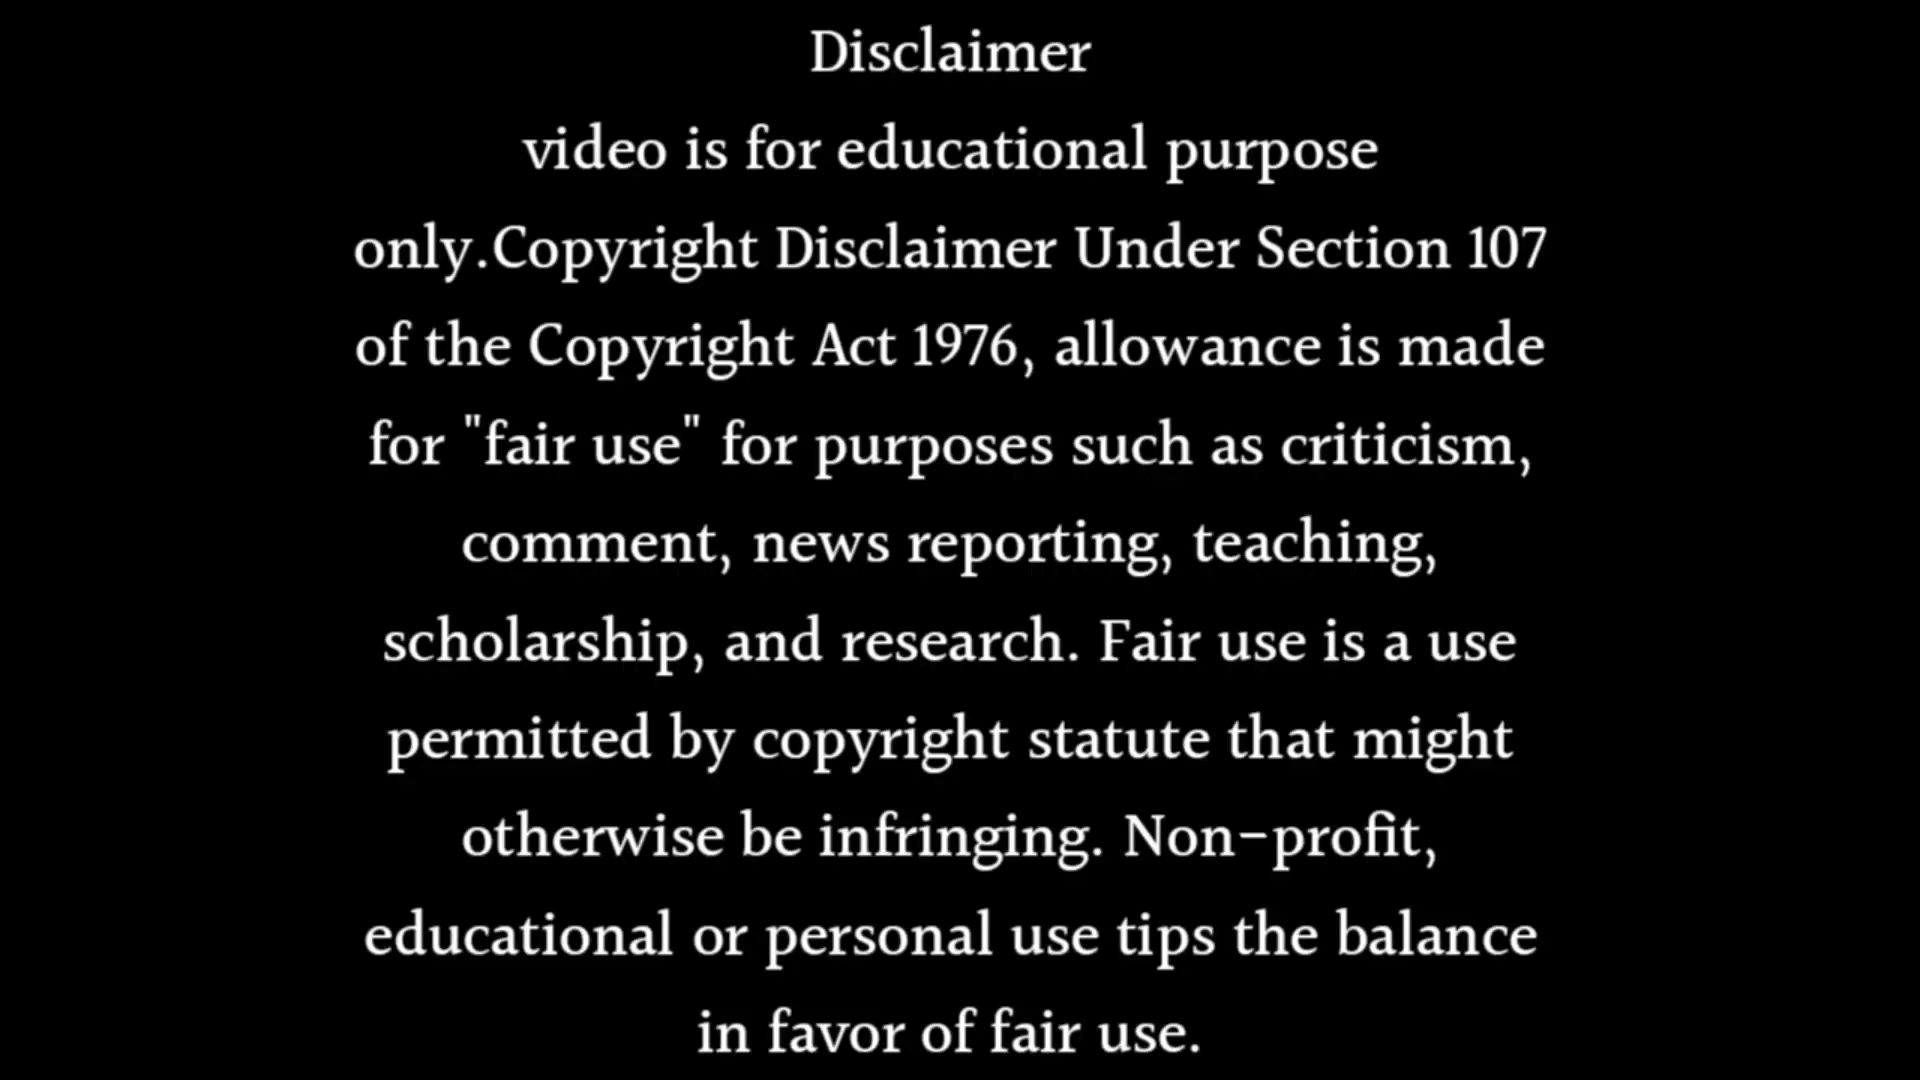 Disclaimer
video is for educational purpose
only.Copyright Disclaimer Under Section 107
of the Copyright Act 1976, allowance is made
for "fair use" for purposes such as criticism,
comment, news reporting, teaching,
scholarship, and research. Fair use is a use
permitted by copyright statute that might
otherwise be infringing. Non-profit,
educational or personal use tips the balance
in favor of fair use.